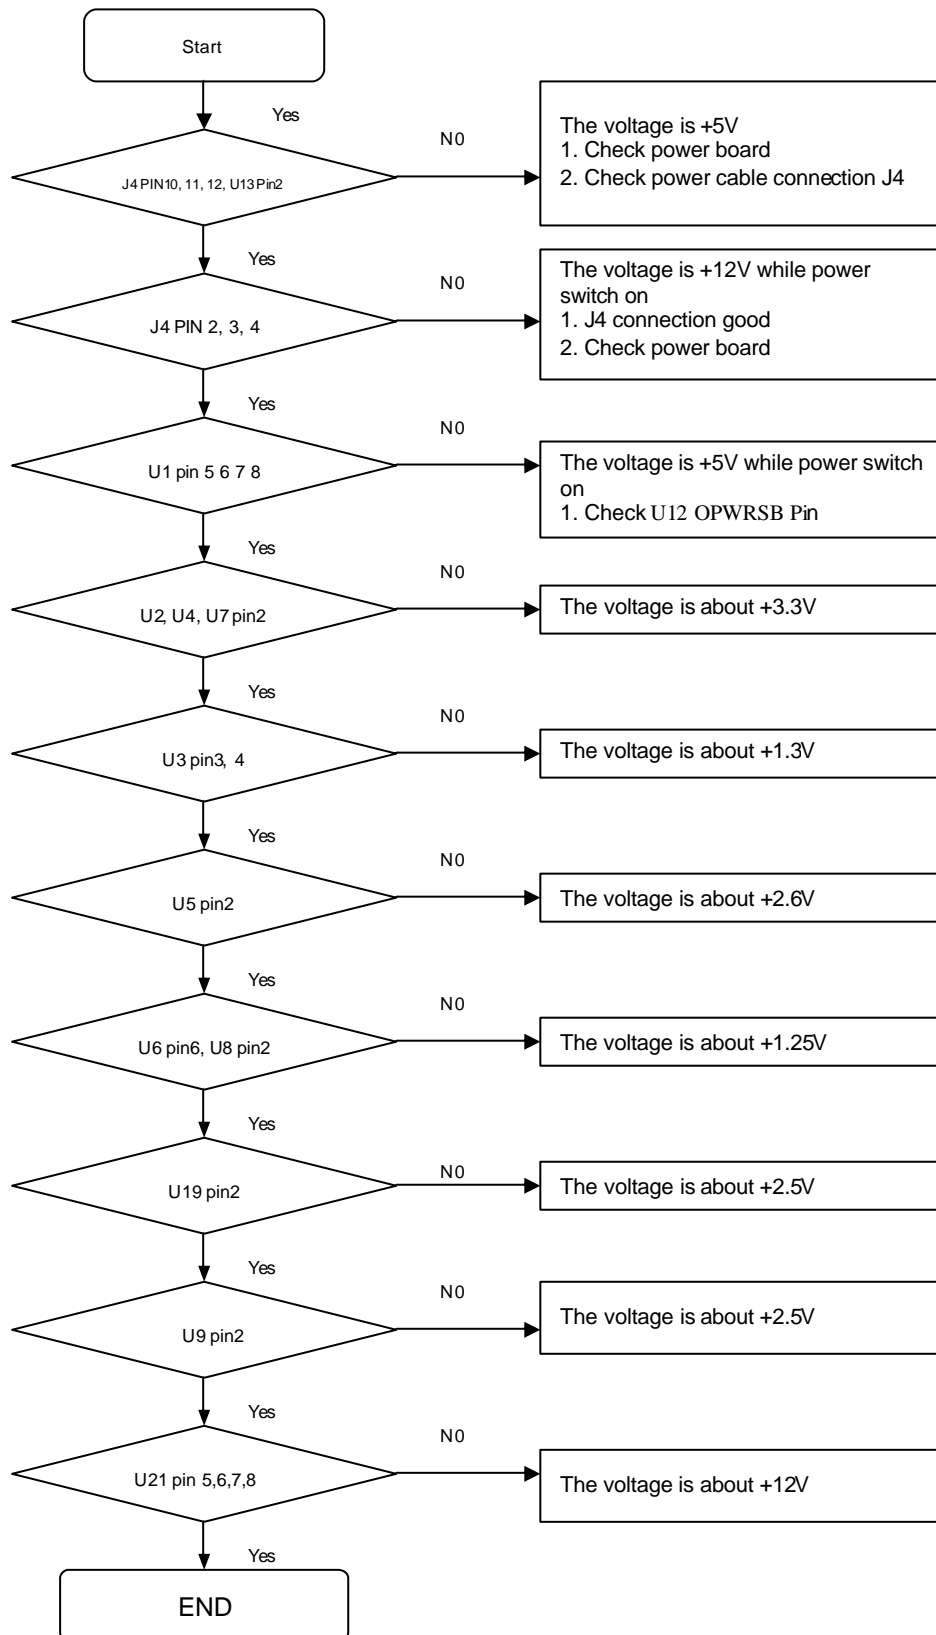 Start
Yes
N0
J4 PIN10, 11, 12, U13 Pin2
The voltage is +5V
1. Check power board
2. Check power cable connection J4
Yes
N0
J4 PIN 2, 3, 4
The voltage is +12V while power
switch on
1. J4 connection good
2. Check power board
Yes
N0
U1 pin 5 6 7 8
The voltage is +5V while power switch
on
1. Check U12 OPWRSB Pin
Yes
N0
U2, U4, U7 pin2
The voltage is about +3.3V
Yes
N0
U3 pin3, 4
The voltage is about +1.3V
Yes
N0
U5 pin2
The voltage is about +2.6V
Yes
N0
U6 pin6, U8 pin2
The voltage is about +1.25V
Yes
N0
U19 pin2
The voltage is about +2.5V
Yes
N0
U9 pin2
The voltage is about +2.5V
Yes
N0
U21 pin 5,6,7,8
The voltage is about +12V
Yes
END